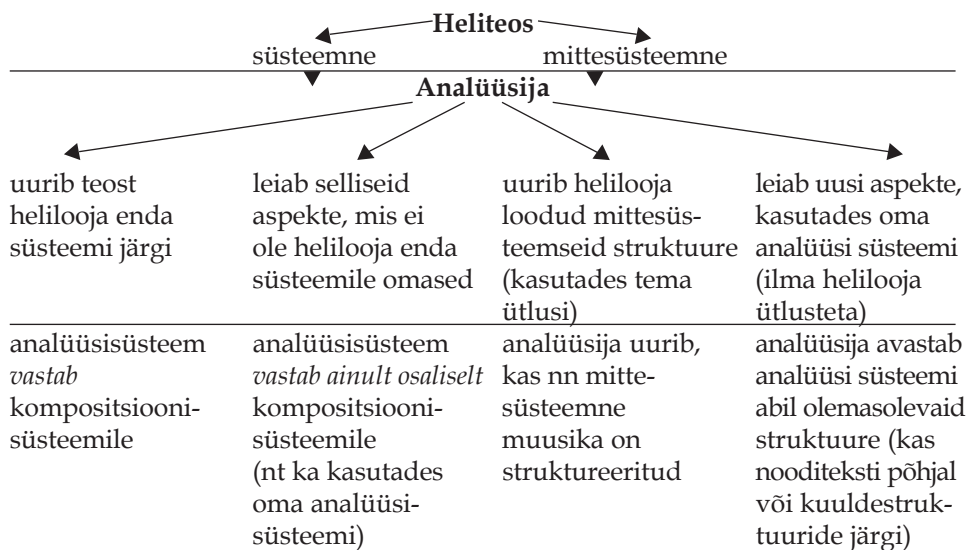 Heliteos
süsteemne
mittesüsteemne
Analüüsija
uurib teost
helilooja enda
süsteemi järgi
leiab selliseid
aspekte, mis ei
ole helilooja enda
süsteemile omased
uurib helilooja
loodud mittesüs-
teemseid struktuure
(kasutades tema
ütlusi)
leiab uusi aspekte,
kasutades oma
analüüsi süsteemi
(ilma helilooja
ütlusteta)
analüüsisüsteem
vastab
kompositsiooni-
süsteemile
analüüsisüsteem
vastab ainult osaliselt
kompositsiooni-
süsteemile
(nt ka kasutades
oma analüüsi-
süsteemi)
analüüsija uurib,
kas nn mitte-
süsteemne
muusika on
struktureeritud
analüüsija avastab
analüüsi süsteemi
abil olemasolevaid
struktuure (kas
nooditeksti põhjal
või kuuldestruk-
tuuride järgi)